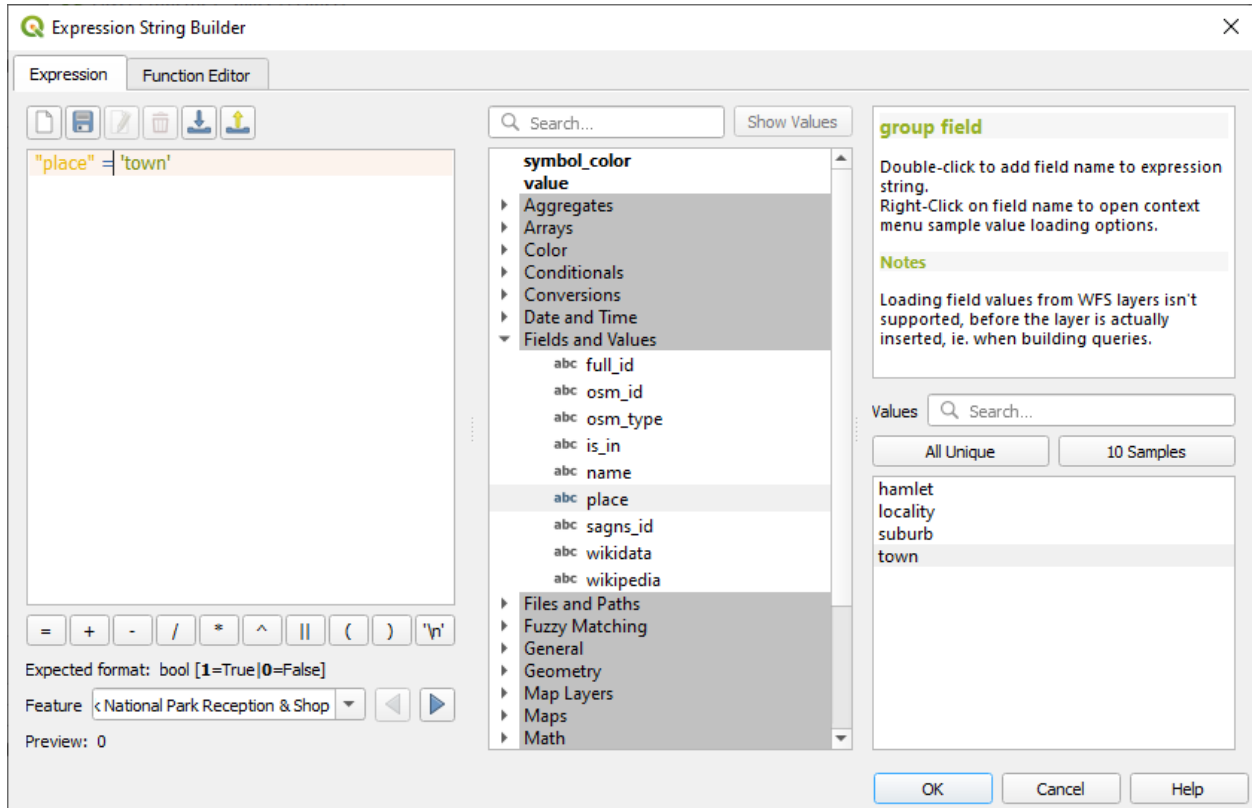 Expression String Builder
Expression
Function Editor
"place" = 'town'
= + - / * ^ || ( ) '\n'
Expected format: bool [1=True|0=False]
Feature
National Park Reception & Shop
Preview: 0
Search...
Show Values
symbol_color
value
Aggregates
Arrays
Color
Conditionals
Conversions
Date and Time
Fields and Values
abc full_id
abc osm_id
abc osm_type
abc is_in
abc name
abc place
abc sagns_id
abc wikidata
abc wikipedia
Files and Paths
Fuzzy Matching
General
Geometry
Map Layers
Maps
Math
group field
Double-click to add field name to expression
string.
Right-Click on field name to open context
menu sample value loading options.
Notes
Loading field values from WFS layers isn't
supported, before the layer is actually
inserted, ie. when building queries.
Values
Search...
All Unique
10 Samples
hamlet
locality
suburb
town
OK
Cancel
Help